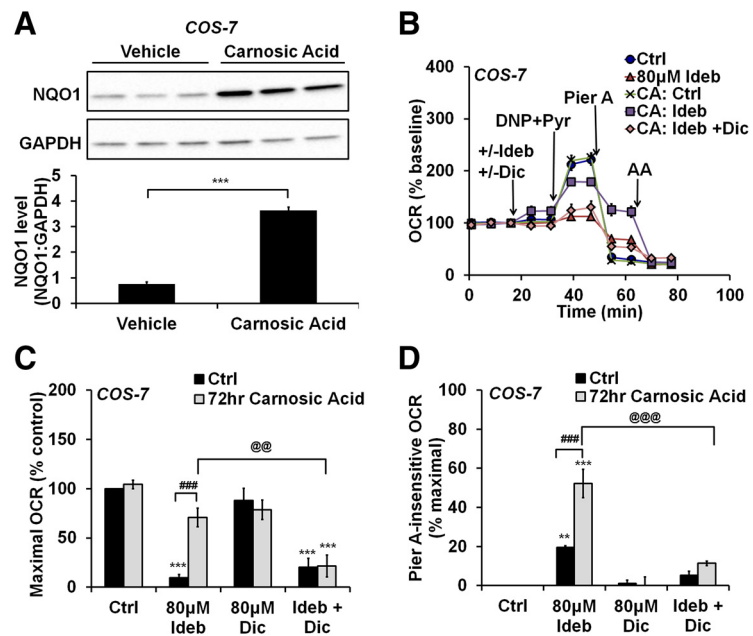 A
COS-7
Vehicle Carnosic Acid
NQO1
GAPDH
NQO1 level
(NQO1:GAPDH)
5
4
3
2
1
0
***
Vehicle Carnosic Acid
B
COS-7
Ctrl
80µM Ideb
CA: Ctrl
CA: Ideb
CA: Ideb +Dic
OCR (% baseline)
400
300
200
100
0
+/-Ideb
+/-Dic
DNP+Pyr
Pier A
AA
0 20 40 60 80 100
Time (min)
C
COS-7
Ctrl
72hr Carnosic Acid
Maximal OCR (% control)
200
150
100
50
0
@@
###
***
*** ***
Ctrl 80µM Ideb 80µM Dic Ideb + Dic
D
COS-7
Ctrl
72hr Carnosic Acid
Pier A-insensitive OCR
(% maximal)
100
80
60
40
20
0
@@@
###
***
**
Ctrl 80µM Ideb 80µM Dic Ideb + Dic